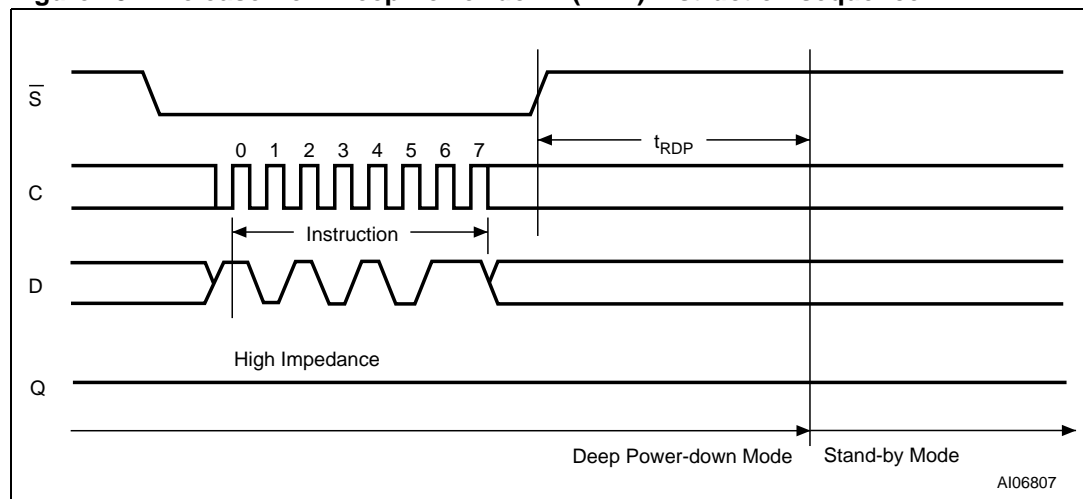 S
t_RDP
0 1 2 3 4 5 6 7
C
Instruction
D
High Impedance
Q
Deep Power-down Mode Stand-by Mode
AI06807